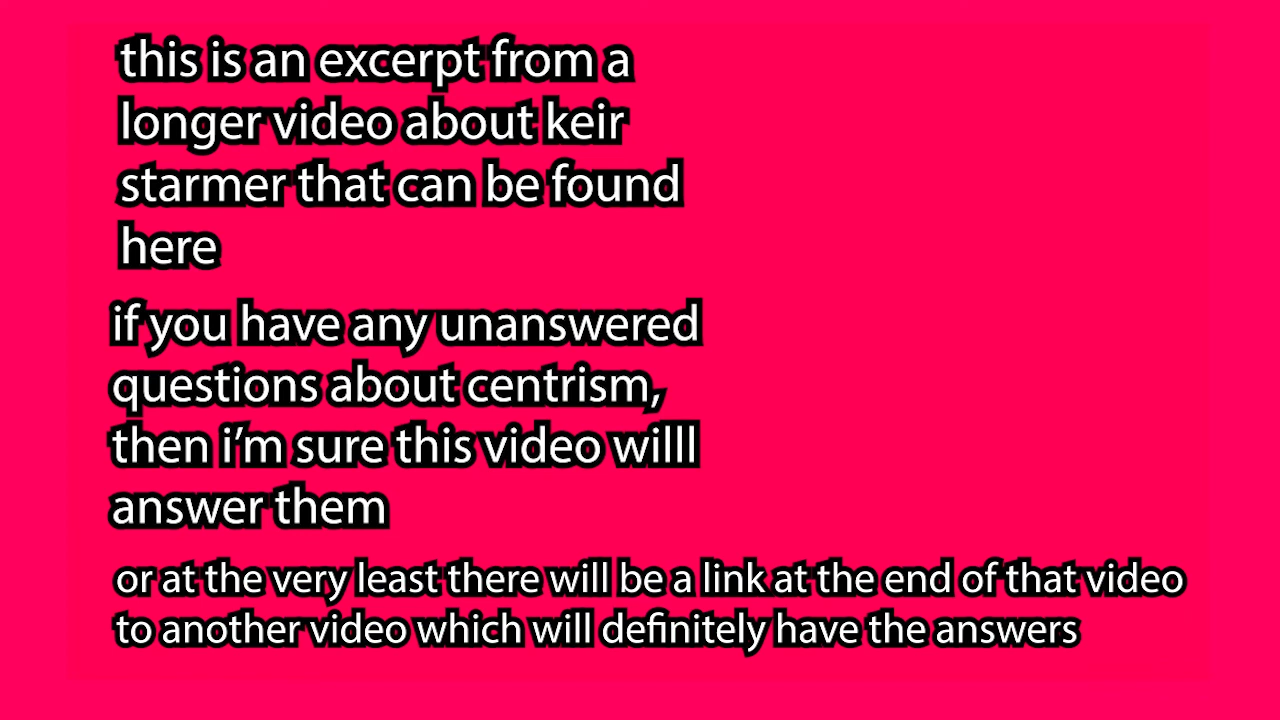 this is an excerpt from a
longer video about keir
starmer that can be found
here
if you have any unanswered
questions about centrism,
then i’m sure this video willl
answer them
or at the very least there will be a link at the end of that video
to another video which will definitely have the answers